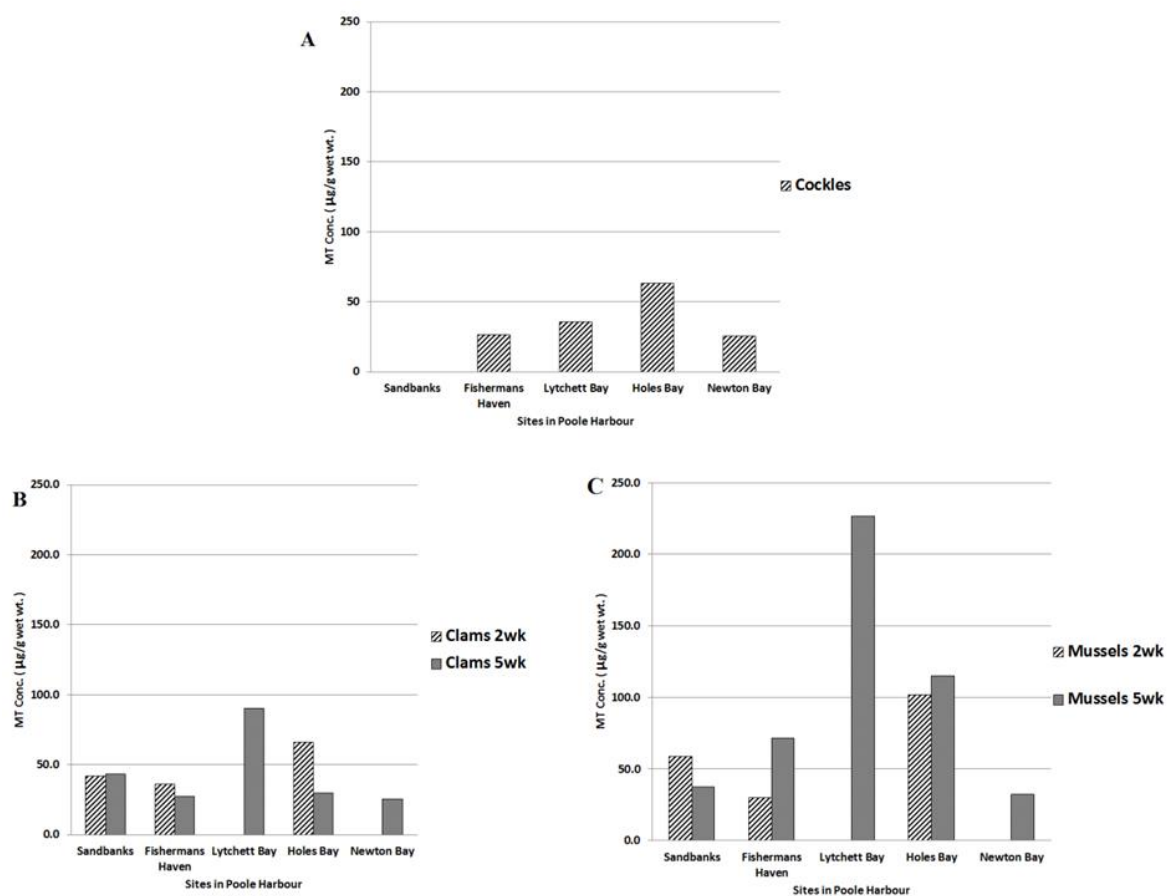 A
250
200
150
100
50
0
MT Conc. ( µg/g wet wt.)
Sandbanks Fishermans Haven Lytchett Bay Holes Bay Newton Bay
Sites in Poole Harbour
Cockles
B
250.0
200.0
150.0
100.0
50.0
0.0
MT Conc. ( µg/g wet wt.)
Sandbanks Fishermans Haven Lytchett Bay Holes Bay Newton Bay
Sites in Poole Harbour
Clams 2wk
Clams 5wk
C
250.0
200.0
150.0
100.0
50.0
0.0
MT Conc. ( µg/g wet wt.)
Sandbanks Fishermans Haven Lytchett Bay Holes Bay Newton Bay
Sites in Poole Harbour
Mussels 2wk
Mussels 5wk